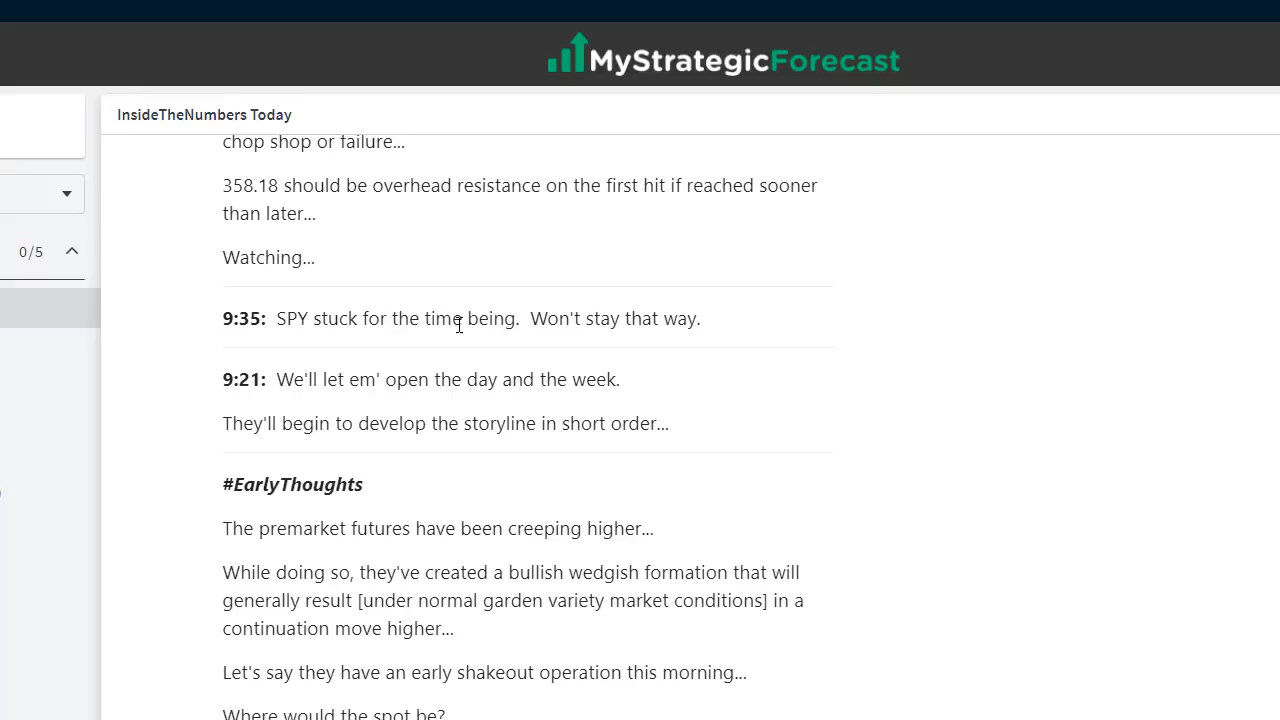 MyStrategicForecast
InsideTheNumbers Today
0/5
chop shop or failure...
358.18 should be overhead resistance on the first hit if reached sooner
than later...
Watching...
9:35: SPY stuck for the time being. Won't stay that way.
9:21: We'll let em' open the day and the week.
They'll begin to develop the storyline in short order...
#EarlyThoughts
The premarket futures have been creeping higher...
While doing so, they've created a bullish wedgish formation that will
generally result [under normal garden variety market conditions] in a
continuation move higher...
Let's say they have an early shakeout operation this morning...
Where would the spot be?